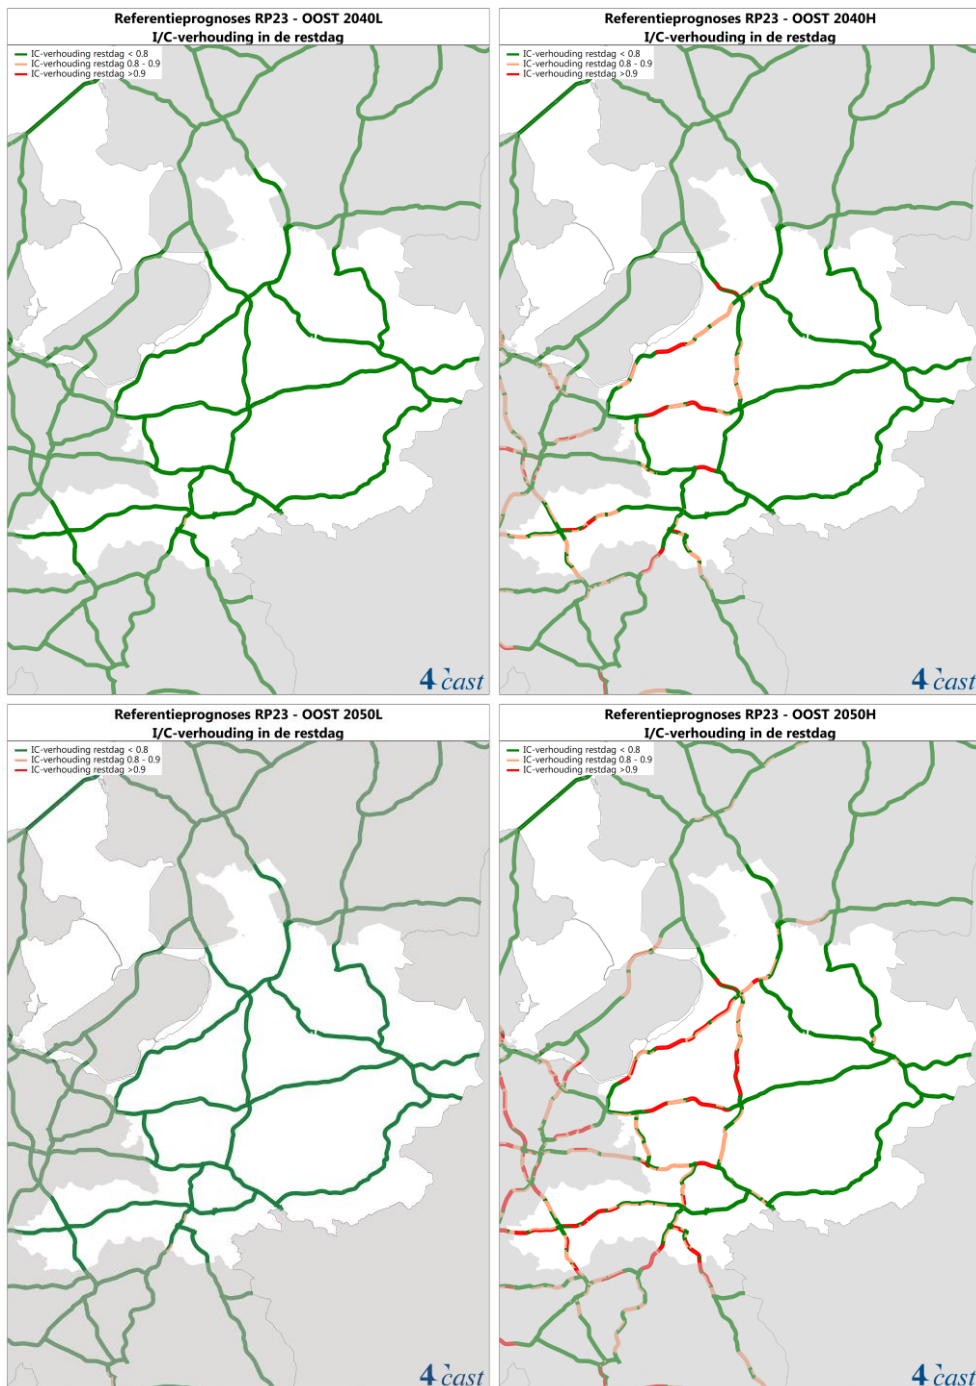 Referentieprognoses RP23 - OOST 2040L
I/C-verhouding in de restdag
IC-verhouding restdag < 0.8
IC-verhouding restdag 0.8 - 0.9
IC-verhouding restdag >0.9
4cast
Referentieprognoses RP23 - OOST 2040H
I/C-verhouding in de restdag
IC-verhouding restdag < 0.8
IC-verhouding restdag 0.8 - 0.9
IC-verhouding restdag >0.9
4cast
Referentieprognoses RP23 - OOST 2050L
I/C-verhouding in de restdag
IC-verhouding restdag < 0.8
IC-verhouding restdag 0.8 - 0.9
IC-verhouding restdag >0.9
4cast
Referentieprognoses RP23 - OOST 2050H
I/C-verhouding in de restdag
IC-verhouding restdag < 0.8
IC-verhouding restdag 0.8 - 0.9
IC-verhouding restdag >0.9
4cast